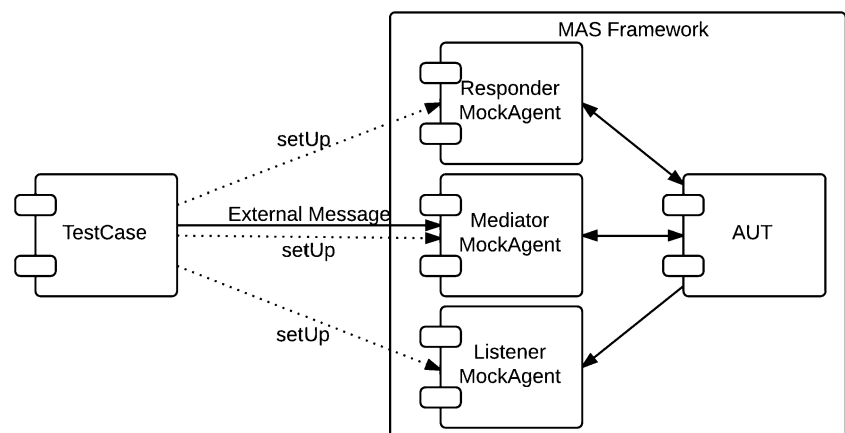 MAS Framework
Responder
MockAgent
setUp
External Message
TestCase
Mediator
MockAgent
AUT
setUp
setUp
Listener
MockAgent